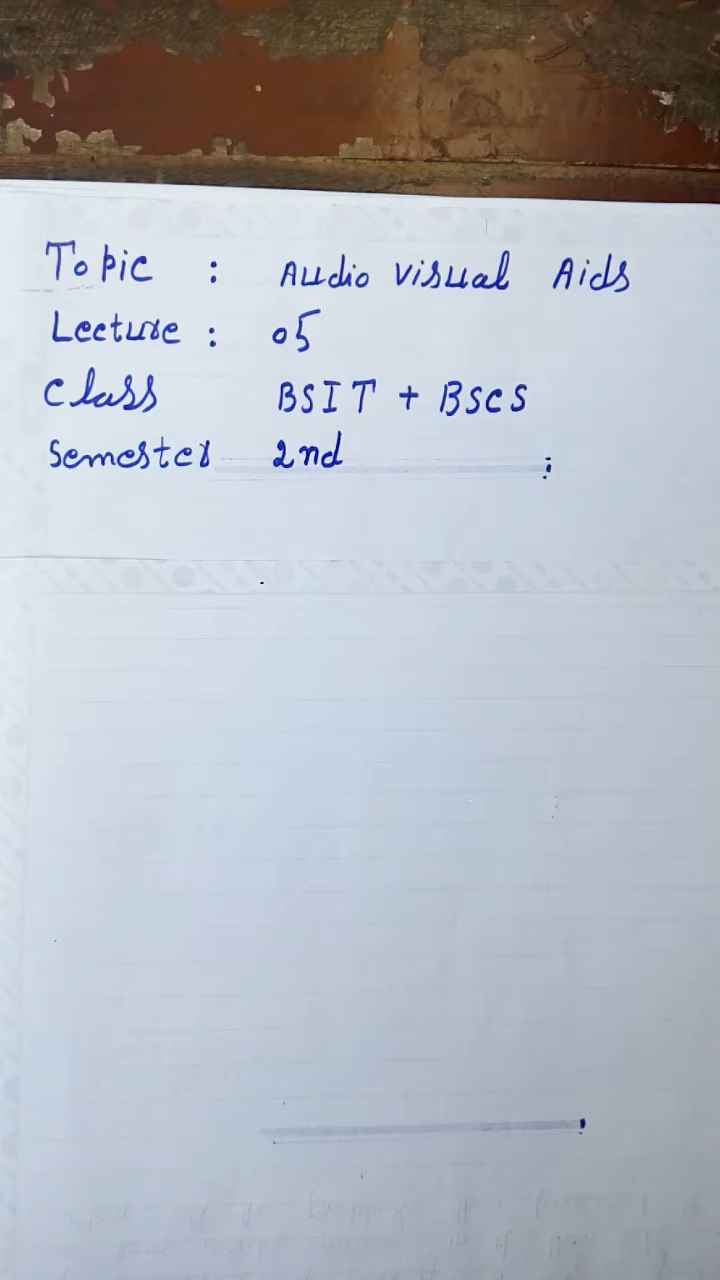 Topic : Audio visual Aids
Lecture : 05
Class BSIT + BSCS
Semester 2nd